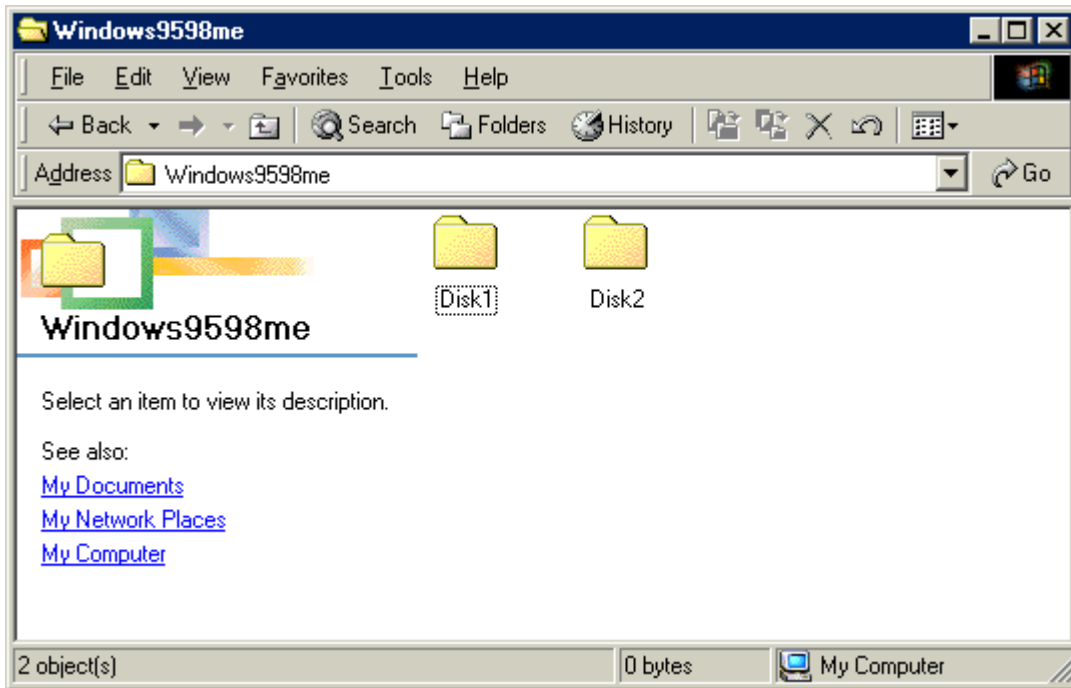 Windows9598me
File Edit View Favorites Tools Help
Back Search Folders History
Address Windows9598me Go
Disk1 Disk2
Windows9598me
Select an item to view its description.
See also:
My Documents
My Network Places
My Computer
2 object(s) 0 bytes My Computer